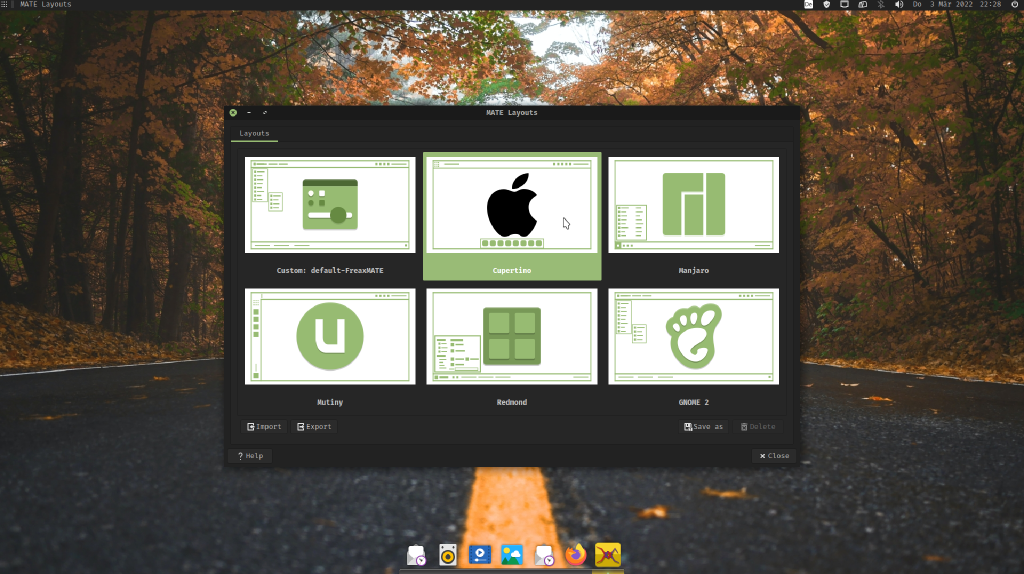 MATE Layouts
De
Do 3 Mär 2022 22:28
MATE Layouts
Layouts
Custom: default-FreaxMATE
Cupertino
Manjaro
Mutiny
Redmond
GNOME 2
Import
Export
Save as
Delete
? Help
Close